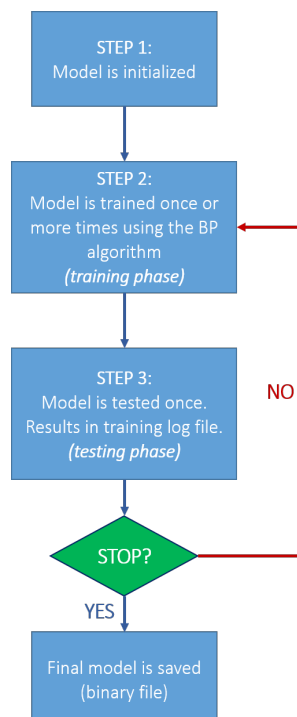 STEP 1:
Model is initialized
STEP 2:
Model is trained once or
more times using the BP
algorithm
(training phase)
STEP 3:
Model is tested once.
Results in training log file.
(testing phase)
NO
STOP?
YES
Final model is saved
(binary file)